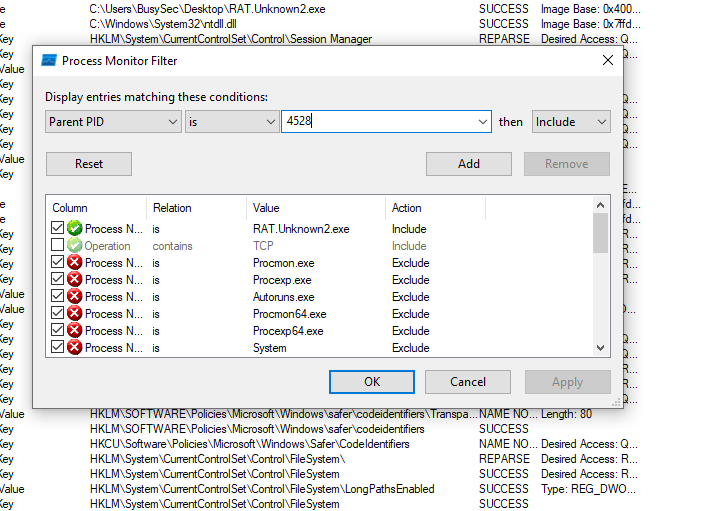 e C:\Users\BusySec\Desktop\RAT.Unknown2.exe SUCCESS Image Base: 0x400...
e C:\Windows\System32\ntdll.dll SUCCESS Image Base: 0x7ffd...
Key HKLM\SYSTEM\CurrentControlSet\Control\Session Manager REPARSE Desired Access: Q...
Process Monitor Filter
Display entries matching these conditions:
Parent PID is 4528 then Include
Reset Add Remove
Column Relation Value Action
Process N... is RAT.Unknown2.exe Include
Operation contains TCP Include
Process N... is Procmon.exe Exclude
Process N... is Procexp.exe Exclude
Process N... is Autoruns.exe Exclude
Process N... is Procmon64.exe Exclude
Process N... is Procexp64.exe Exclude
Process N... is System Exclude
OK Cancel Apply
Value HKLM\SOFTWARE\Policies\Microsoft\Windows\safer\codeidentifiers\Transpa... NAME NO... Length: 80
Key HKLM\SOFTWARE\Policies\Microsoft\Windows\safer\codeidentifiers SUCCESS
Key HKCU\Software\Policies\Microsoft\Windows\Safer\CodeIdentifiers NAME NO... Desired Access: Q...
Key HKLM\System\CurrentControlSet\Control\FileSystem\ REPARSE Desired Access: R...
Key HKLM\System\CurrentControlSet\Control\FileSystem SUCCESS Desired Access: R...
Value HKLM\System\CurrentControlSet\Control\FileSystem\LongPathsEnabled SUCCESS Type: REG_DWO...
Key HKLM\System\CurrentControlSet\Control\FileSystem SUCCESS